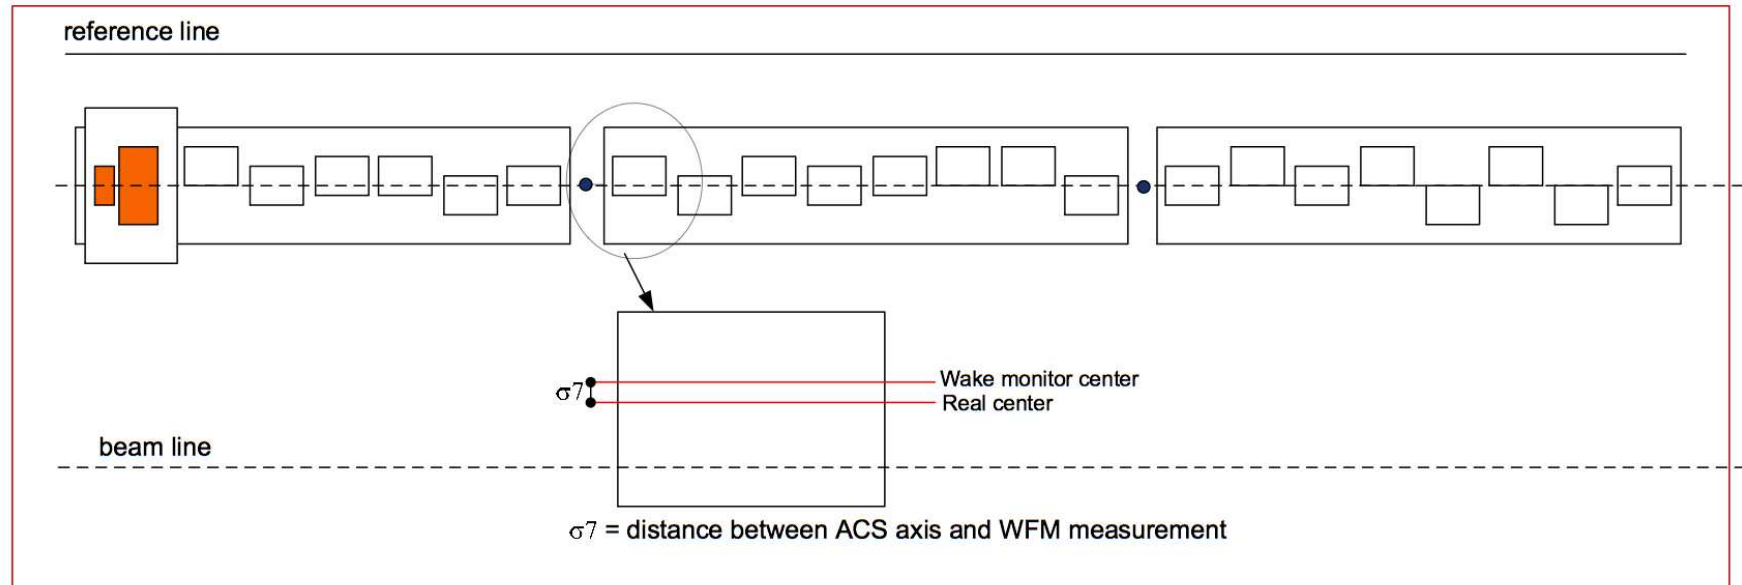 reference line
Wake monitor center
σ7
Real center
beam line
σ7 = distance between ACS axis and WFM measurement